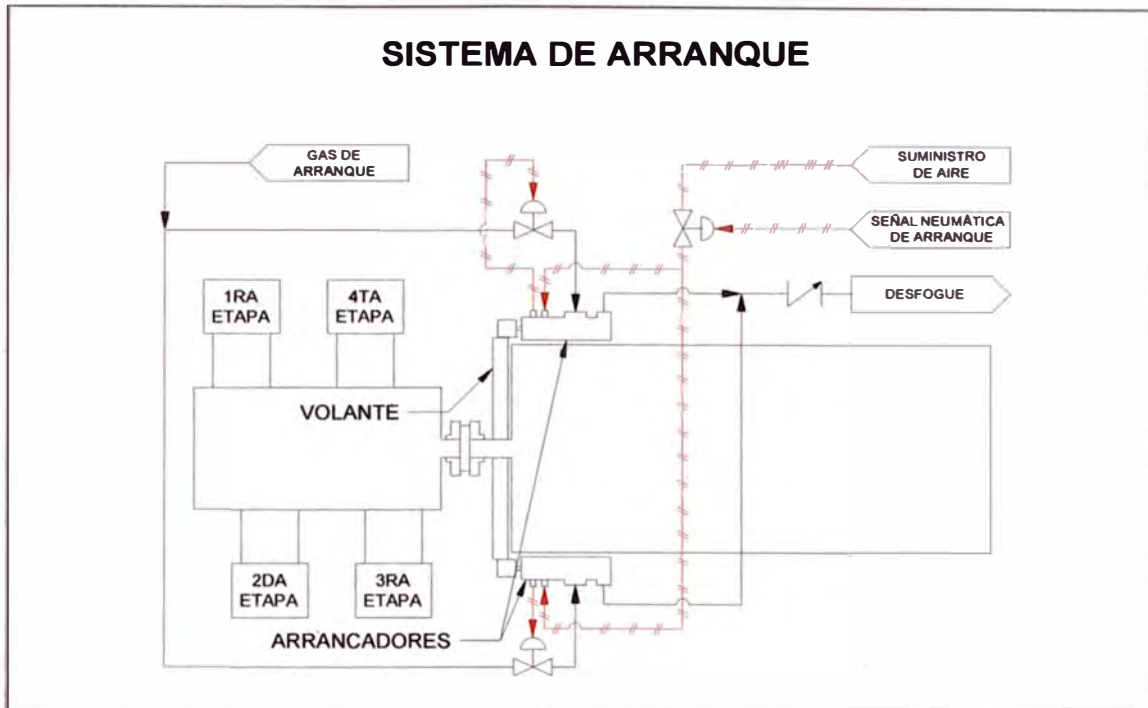 SISTEMA DE ARRANQUE
GAS DE
ARRANQUE
SUMINISTRO
DE AIRE
SEÑAL NEUMÁTICA
DE ARRANQUE
DESFOGUE
1RA
ETAPA
4TA
ETAPA
VOLANTE
2DA
ETAPA
3RA
ETAPA
ARRANCADORES